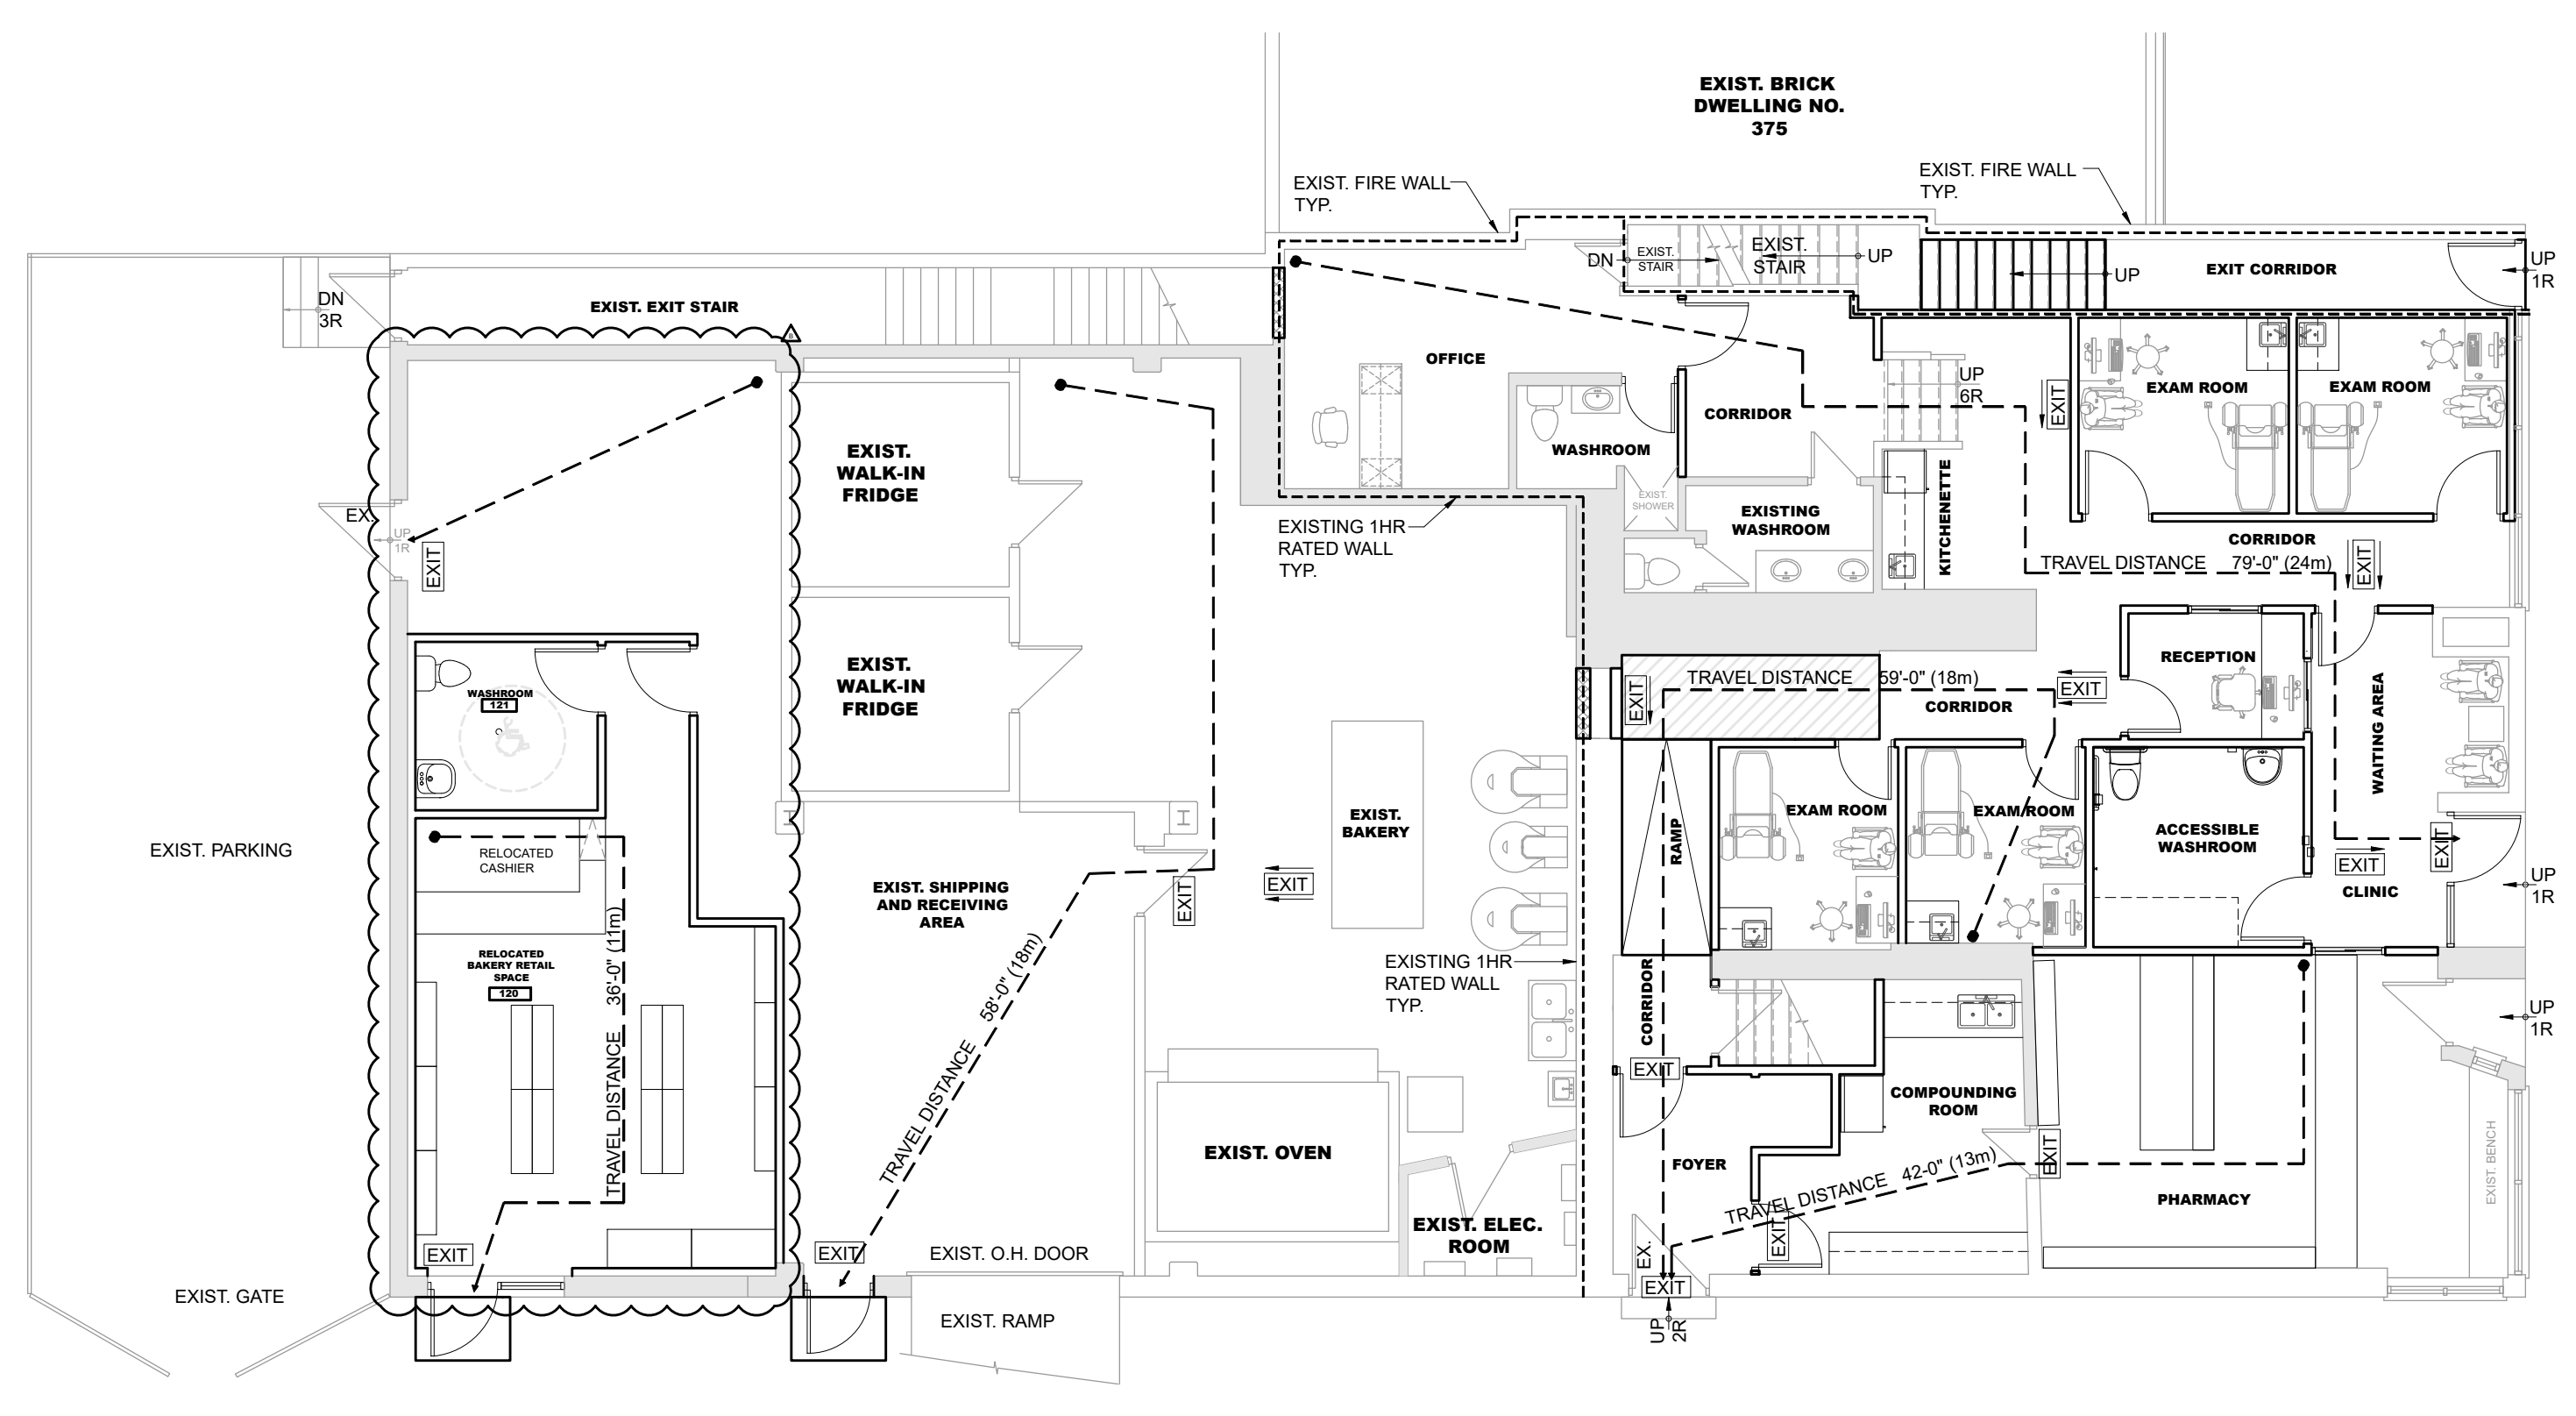 EXIST. BRICK
DWELLING NO.
375
EXIST. FIRE WALL
TYP.
EXIST. FIRE WALL
TYP.
DN
EXIST.
STAIR
EXIST.
STAIR
UP
UP
EXIT CORRIDOR
UP
1R
DN
3R
EXIST. EXIT STAIR
OFFICE
CORRIDOR
UP
6R
EXIT
EXAM ROOM
EXAM ROOM
WASHROOM
EXIST.
WALK-IN
FRIDGE
EXIST.
SHOWER
EXISTING
WASHROOM
KITCHENETTE
EX.
UP
1R
EXIT
EXISTING 1HR
RATED WALL
TYP.
CORRIDOR
TRAVEL DISTANCE 79'-0" (24m)
EXIT
EXIST.
WALK-IN
FRIDGE
WASHROOM
121
EXIT
TRAVEL DISTANCE 59'-0" (18m)
CORRIDOR
EXIT
RECEPTION
WAITING AREA
EXIST. PARKING
RELOCATED
CASHIER
EXIST.
BAKERY
RAMP
EXAM ROOM
EXAM ROOM
ACCESSIBLE
WASHROOM
EXIT
EXIT
CLINIC
UP
1R
EXIST. SHIPPING
AND RECEIVING
AREA
EXIT
EXIT
RELOCATED
BAKERY RETAIL
SPACE
120
TRAVEL DISTANCE 36'-0" (11m)
TRAVEL DISTANCE 58'-0" (18m)
EXISTING 1HR
RATED WALL
TYP.
CORRIDOR
UP
1R
EXIT
COMPOUNDING
ROOM
EXIST. OVEN
FOYER
EXIT
TRAVEL DISTANCE 42-0" (13m)
PHARMACY
EXIST. BENCH
EXIST. ELEC.
ROOM
EXIT
EX.
EXIT
EXIT
EXIST. O.H. DOOR
EXIT
EXIST. GATE
EXIST. RAMP
UP
2R